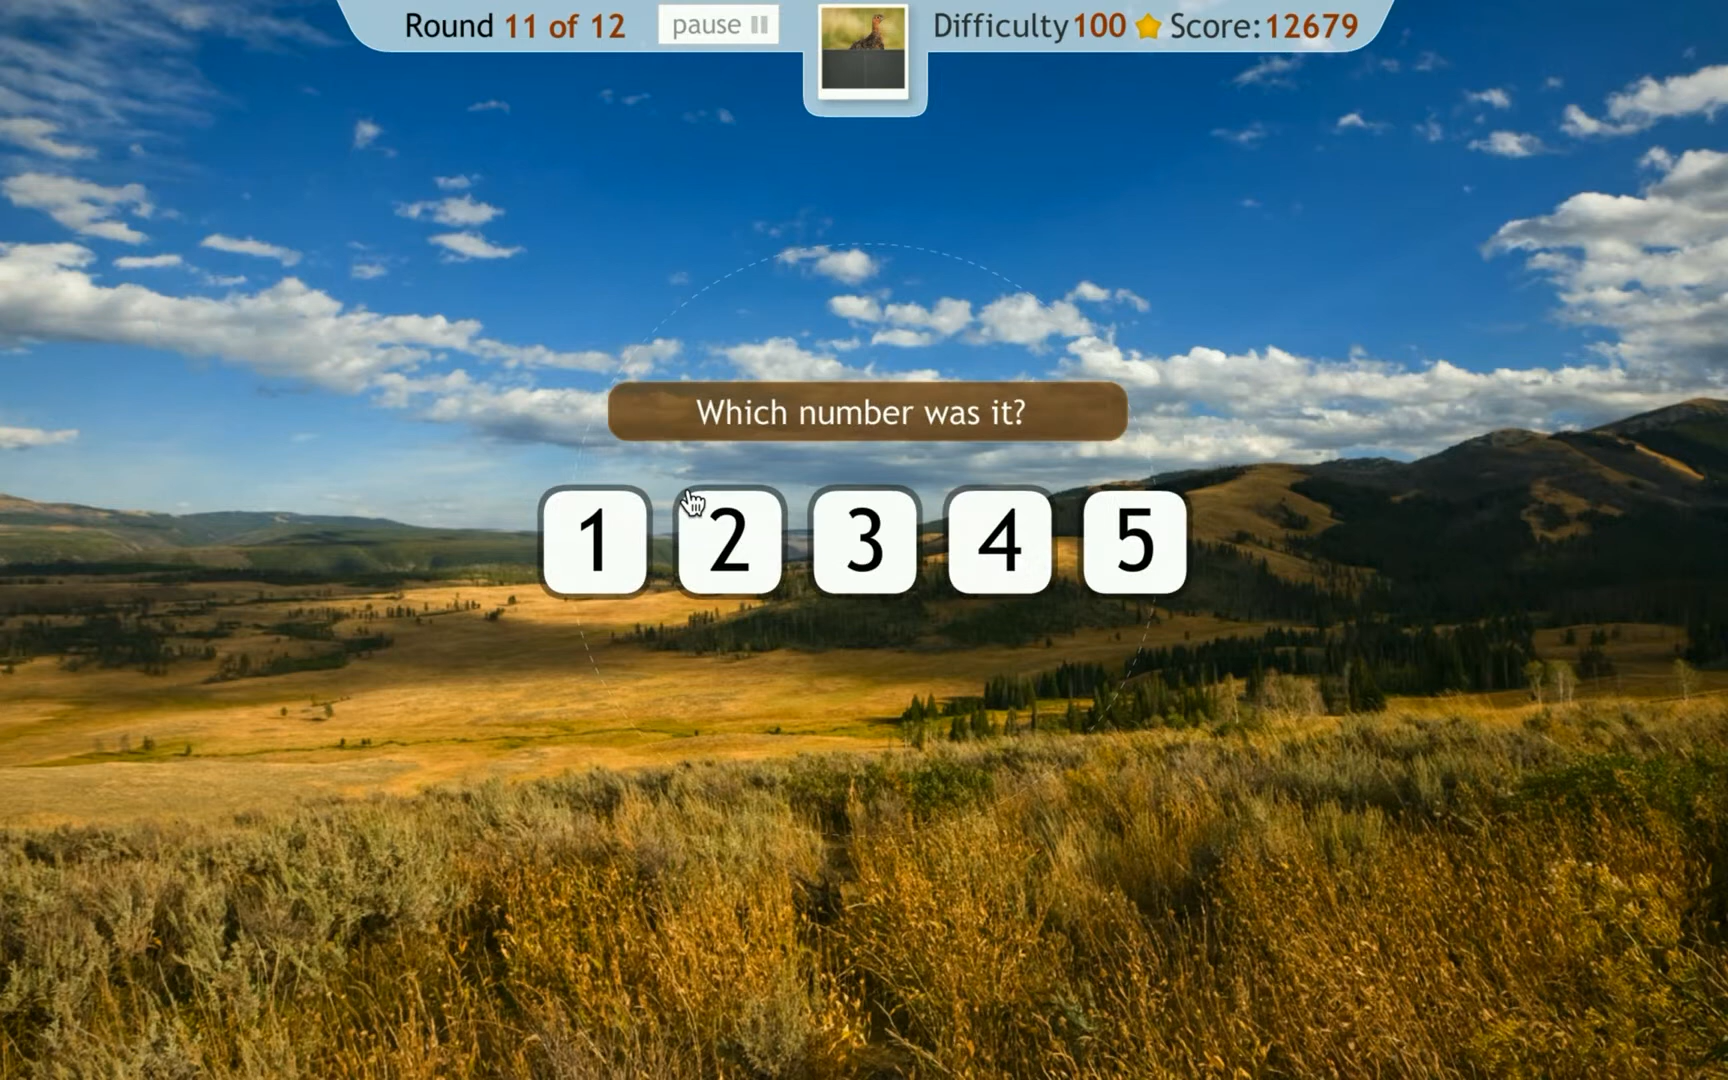 Round 11 of 12 pause Difficulty 100 Score: 12679
Which number was it?
1 2 3 4 5